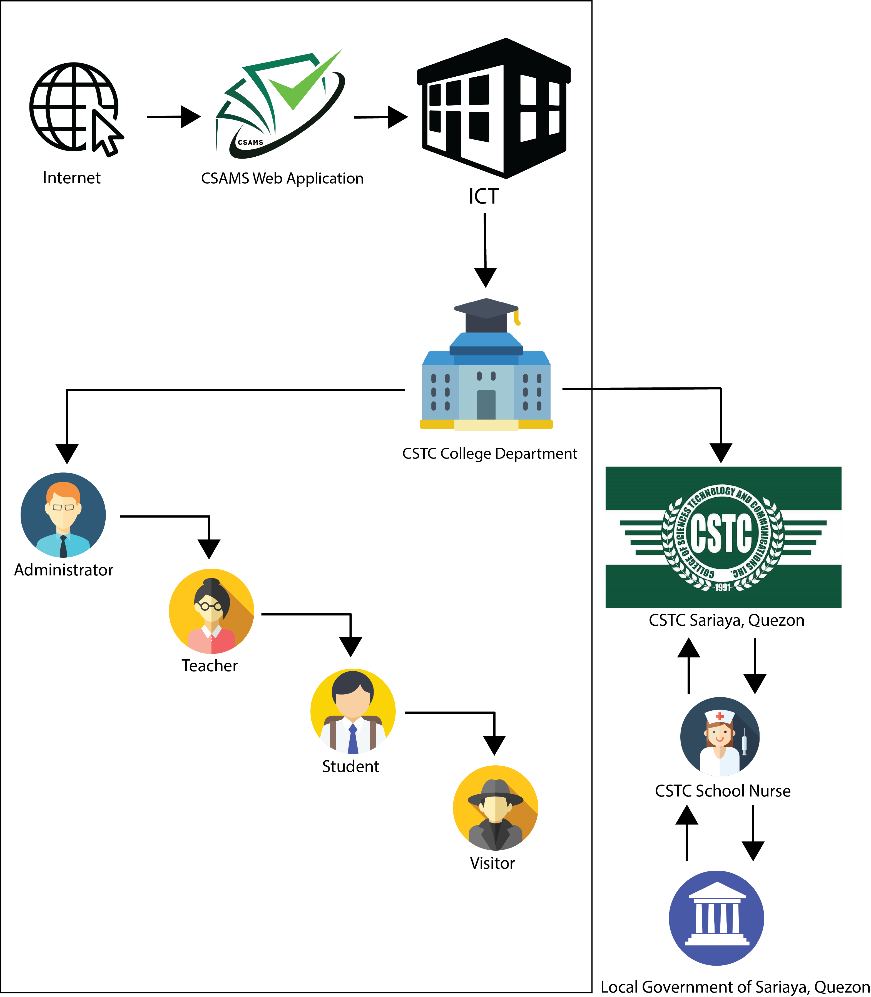 CSAMS
Internet
CSAMS Web Application
ICT
CSTC College Department
Administrator
Teacher
Student
Visitor
COLLEGE OF SCIENCES TECHNOLOGY AND COMMUNICATIONS INC.
CSTC
-1991-
CSTC Sariaya, Quezon
CSTC School Nurse
Local Government of Sariaya, Quezon